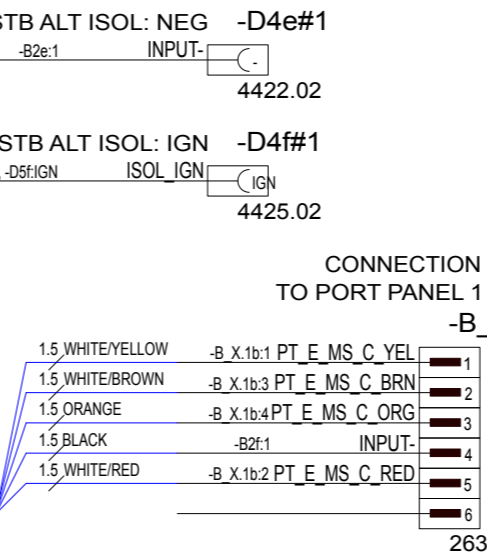 STB ALT ISOL: NEG -D4e#1
-B2e:1 INPUT-
-
4422.02
STB ALT ISOL: IGN -D4f#1
-D5f:IGN ISOL_IGN
IGN
4425.02
CONNECTION
TO PORT PANEL 1
-B_
1.5 WHITE/YELLOW -B_X.1b:1 PT_E_MS_C_YEL 1
1.5 WHITE/BROWN -B_X.1b:3 PT_E_MS_C_BRN 2
1.5 ORANGE -B_X.1b:4 PT_E_MS_C_ORG 3
1.5 BLACK -B2f:1 INPUT- 4
1.5 WHITE/RED -B_X.1b:2 PT_E_MS_C_RED 5
6
263